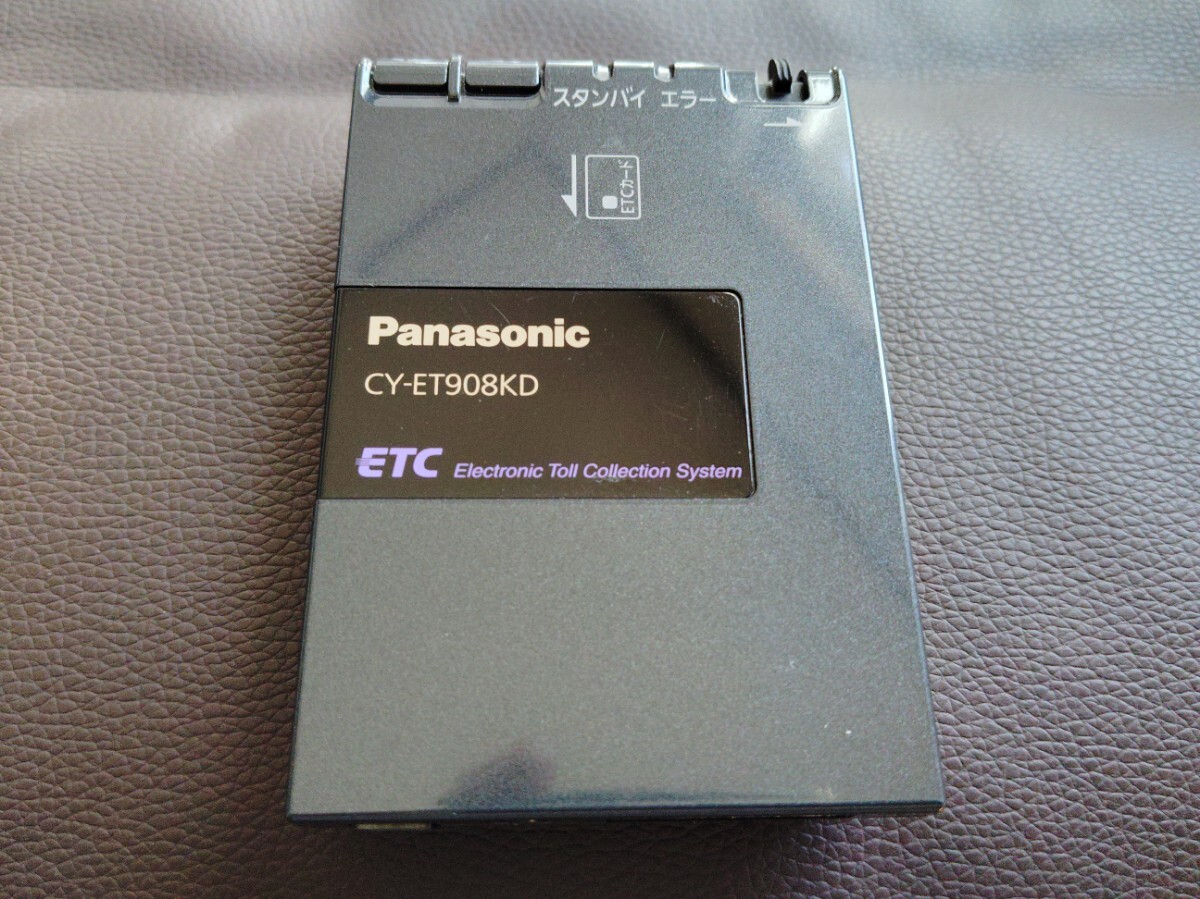 スタンバイ エラー
ETCカード
Panasonic
CY-ET908KD
ETC Electronic Toll Collection System